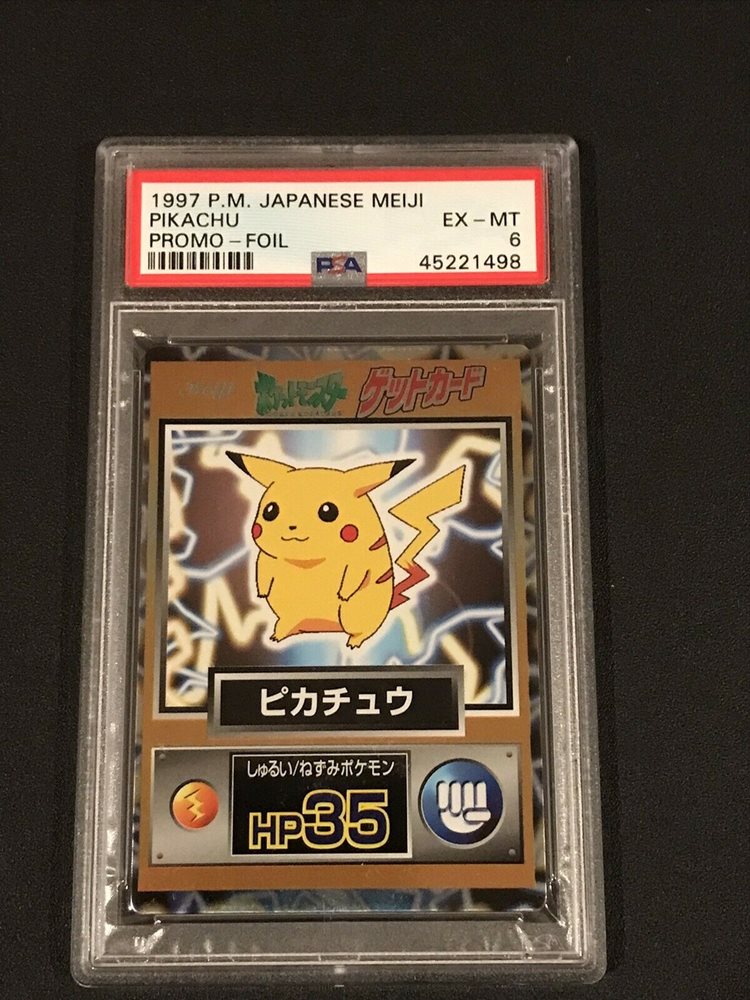 1997 P.M. JAPANESE MEIJI
PIKACHU EX - MT
PROMO - FOIL 6
PSA 45221498
Meiji ポケットモンスター ゲットカード
ピカチュウ
しゅるい/ねずみポケモン
HP35